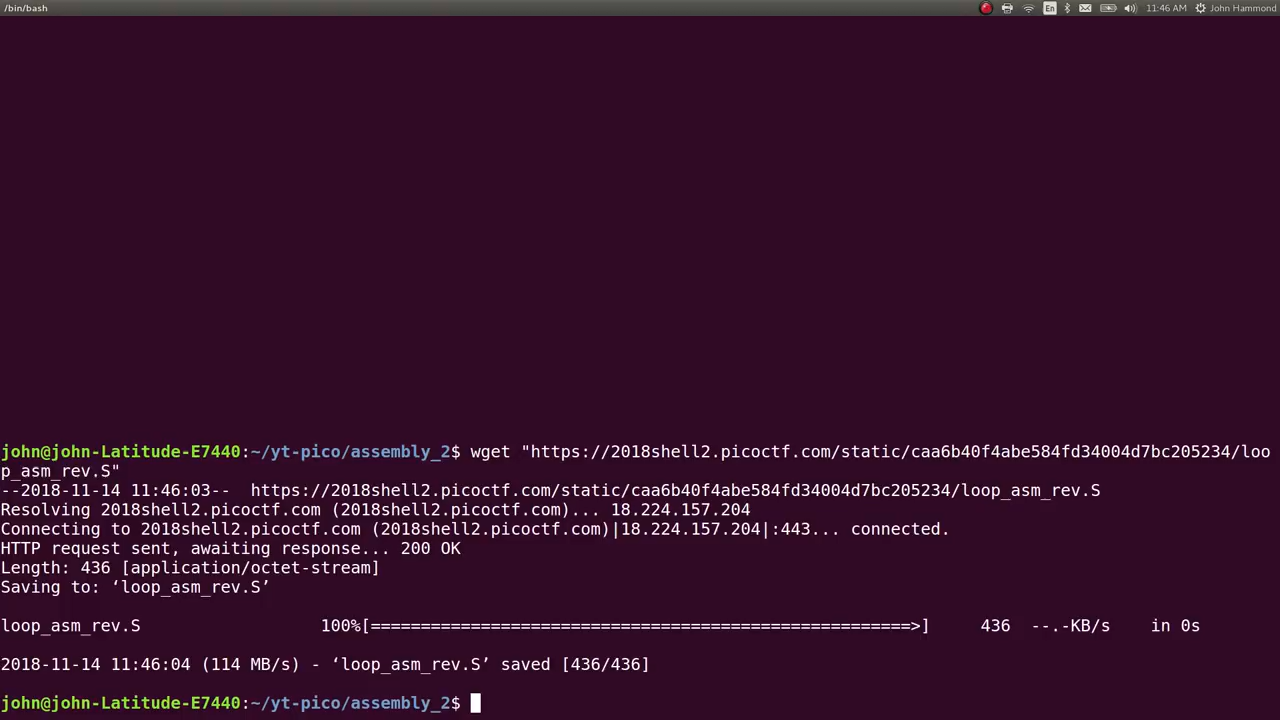 /bin/bash
En
11:46 AM
John Hammond
john@john-Latitude-E7440:~/yt-pico/assembly_2$ wget "https://2018shell2.picoctf.com/static/caa6b40f4abe584fd34004d7bc205234/loo
p_asm_rev.S"
--2018-11-14 11:46:03--  https://2018shell2.picoctf.com/static/caa6b40f4abe584fd34004d7bc205234/loop_asm_rev.S
Resolving 2018shell2.picoctf.com (2018shell2.picoctf.com)... 18.224.157.204
Connecting to 2018shell2.picoctf.com (2018shell2.picoctf.com)|18.224.157.204|:443... connected.
HTTP request sent, awaiting response... 200 OK
Length: 436 [application/octet-stream]
Saving to: ‘loop_asm_rev.S’
loop_asm_rev.S                  100%[======================================================>]     436  --.-KB/s    in 0s
2018-11-14 11:46:04 (114 MB/s) - ‘loop_asm_rev.S’ saved [436/436]
john@john-Latitude-E7440:~/yt-pico/assembly_2$